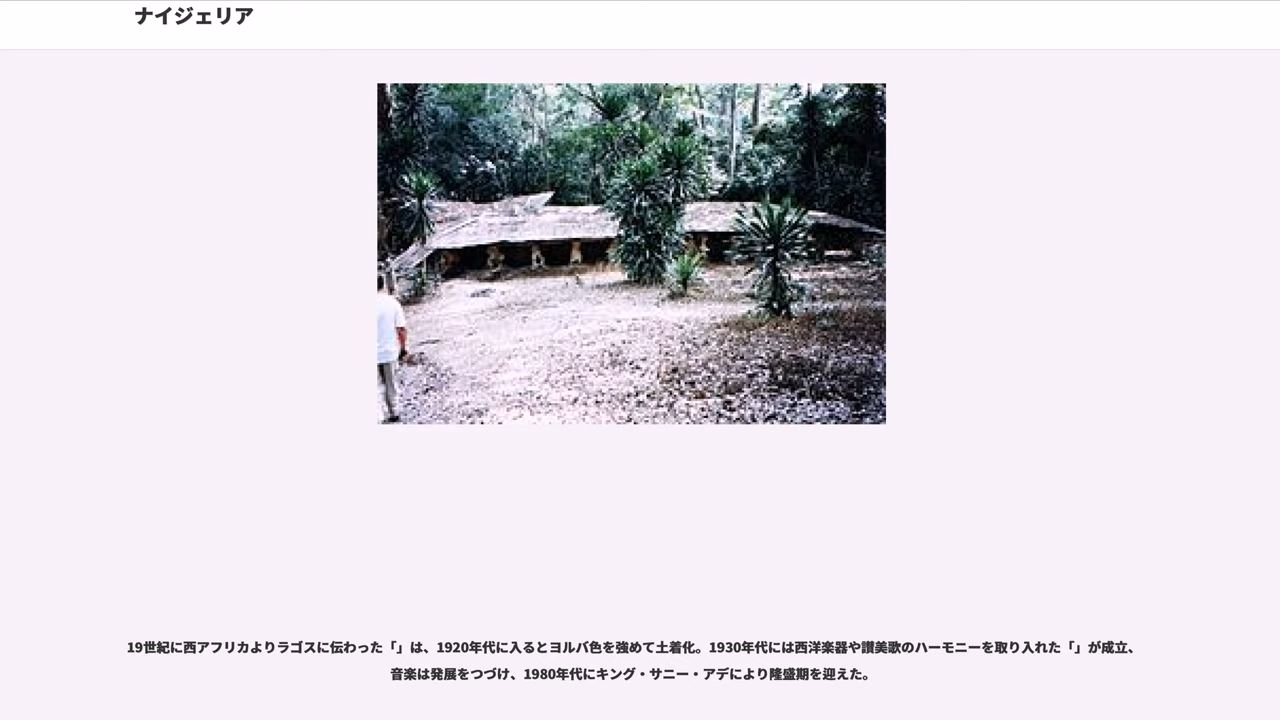 ナイジェリア
19世紀に西アフリカよりラゴスに伝わった「」は、1920年代に入るとヨルバ色を強めて土着化。1930年代には西洋楽器や讃美歌のハーモニーを取り入れた「」が成立、
音楽は発展をつづけ、1980年代にキング・サニー・アデにより隆盛期を迎えた。